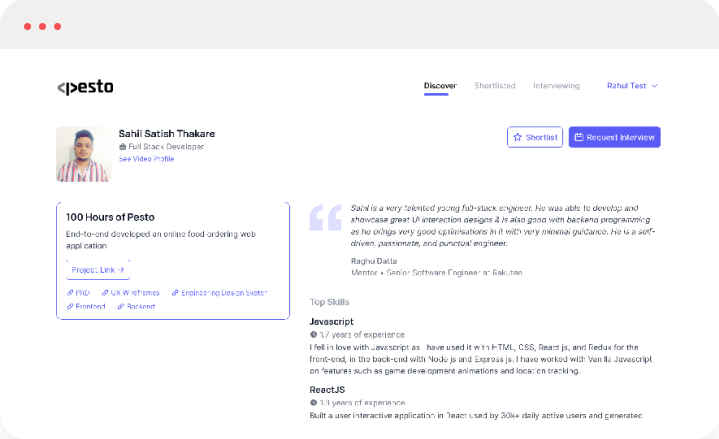 <pesto
Discover Shortlisted Interviewing Rahul Test
Sahil Satish Thakare
Full Stack Developer
See Video Profile
Shortlist Request Interview
100 Hours of Pesto
End-to-end developed an online food ordering web
application
Project Link →
PRD UX Wireframes Engineering Design Sketch
Frontend Backend
Sahil is a very talented young full-stack engineer. He was able to develop and
showcase great UI interaction designs & is also good with backend programming
as he brings very good optimisations in it with very minimal guidance. He is a self-
driven, passionate, and punctual engineer.
Raghu Datta
Mentor • Senior Software Engineer at Rakuten
Top Skills
Javascript
1.7 years of experience
I fell in love with Javascript as I have used it with HTML, CSS, React js, and Redux for the
front-end, in the back-end with Node js and Express js. I have worked with Vanilla Javascript
on features such as game development animations and location tracking.
ReactJS
1.3 years of experience
Built a user interactive application in React used by 30k+ daily active users and generated